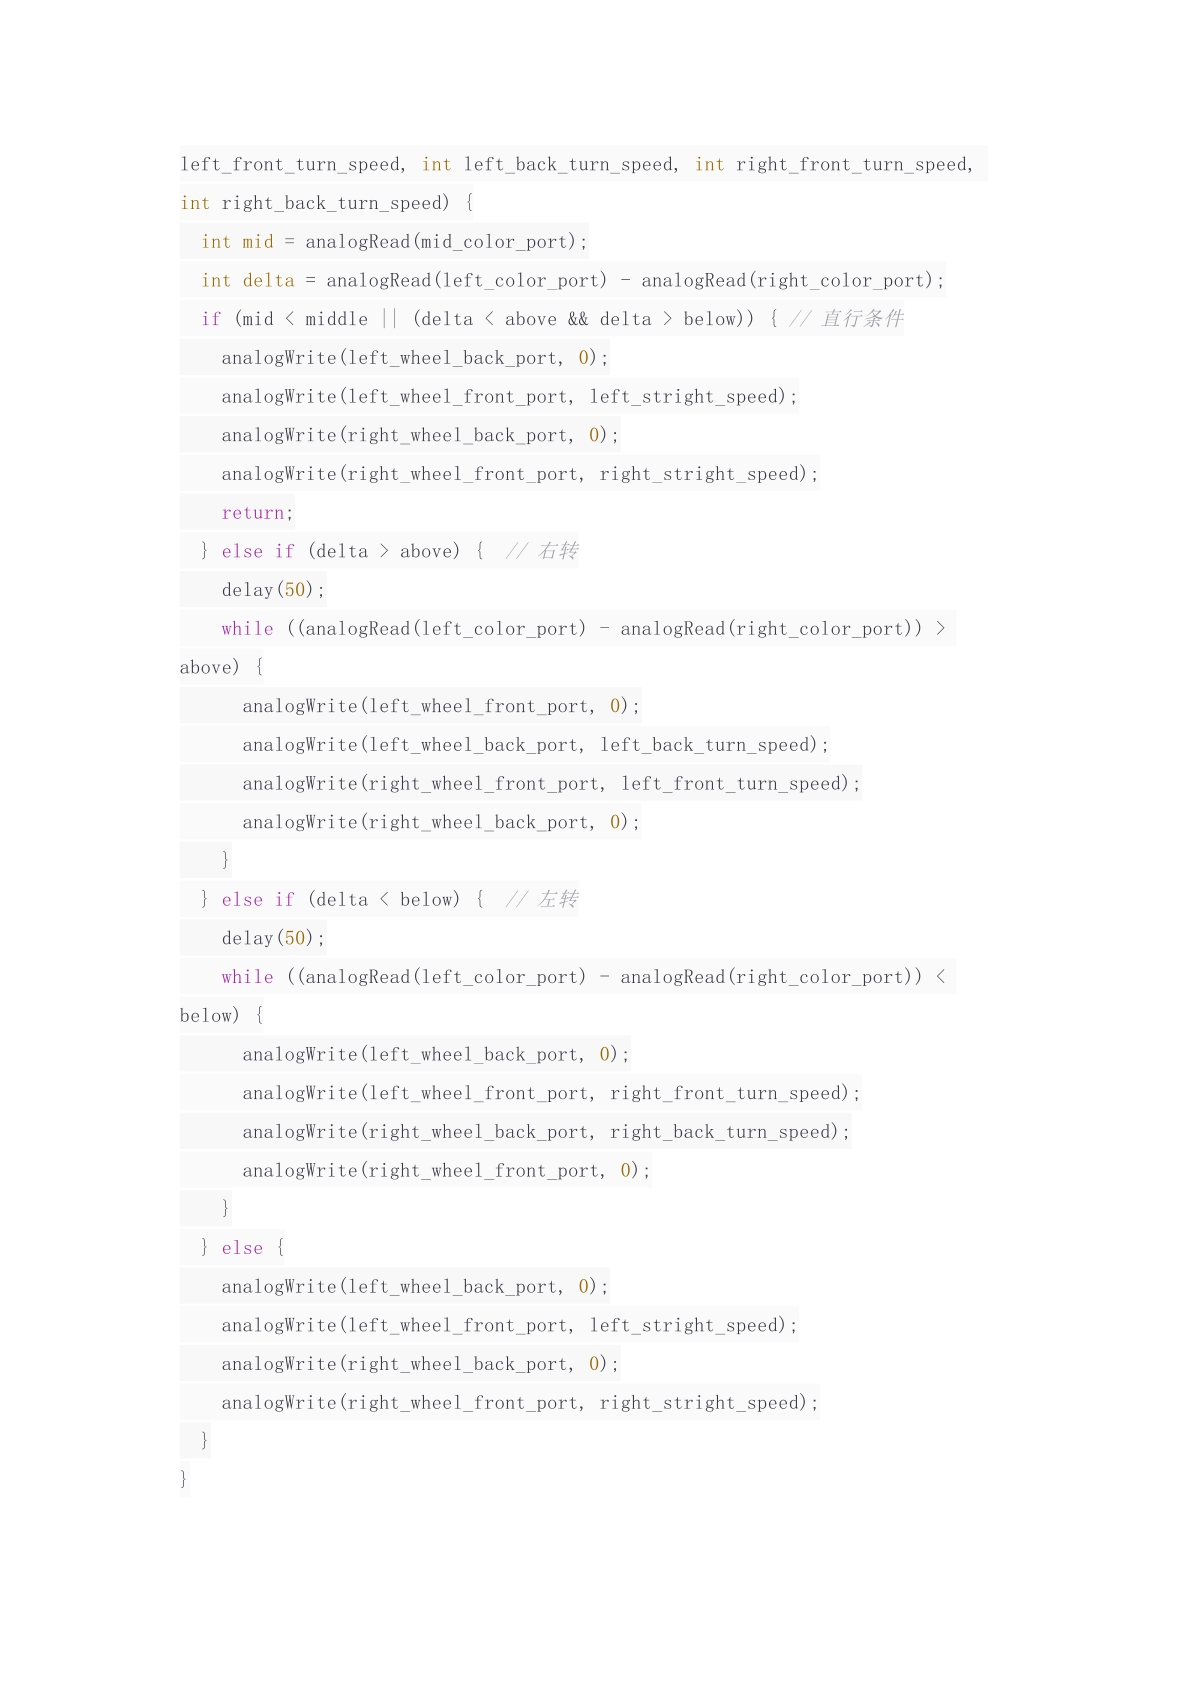 left_front_turn_speed, int left_back_turn_speed, int right_front_turn_speed,
int right_back_turn_speed) {
  int mid = analogRead(mid_color_port);
  int delta = analogRead(left_color_port) - analogRead(right_color_port);
  if (mid < middle || (delta < above && delta > below)) { // 直行条件
    analogWrite(left_wheel_back_port, 0);
    analogWrite(left_wheel_front_port, left_stright_speed);
    analogWrite(right_wheel_back_port, 0);
    analogWrite(right_wheel_front_port, right_stright_speed);
    return;
  } else if (delta > above) {  // 右转
    delay(50);
    while ((analogRead(left_color_port) - analogRead(right_color_port)) >
above) {
      analogWrite(left_wheel_front_port, 0);
      analogWrite(left_wheel_back_port, left_back_turn_speed);
      analogWrite(right_wheel_front_port, left_front_turn_speed);
      analogWrite(right_wheel_back_port, 0);
    }
  } else if (delta < below) {  // 左转
    delay(50);
    while ((analogRead(left_color_port) - analogRead(right_color_port)) <
below) {
      analogWrite(left_wheel_back_port, 0);
      analogWrite(left_wheel_front_port, right_front_turn_speed);
      analogWrite(right_wheel_back_port, right_back_turn_speed);
      analogWrite(right_wheel_front_port, 0);
    }
  } else {
    analogWrite(left_wheel_back_port, 0);
    analogWrite(left_wheel_front_port, left_stright_speed);
    analogWrite(right_wheel_back_port, 0);
    analogWrite(right_wheel_front_port, right_stright_speed);
  }
}